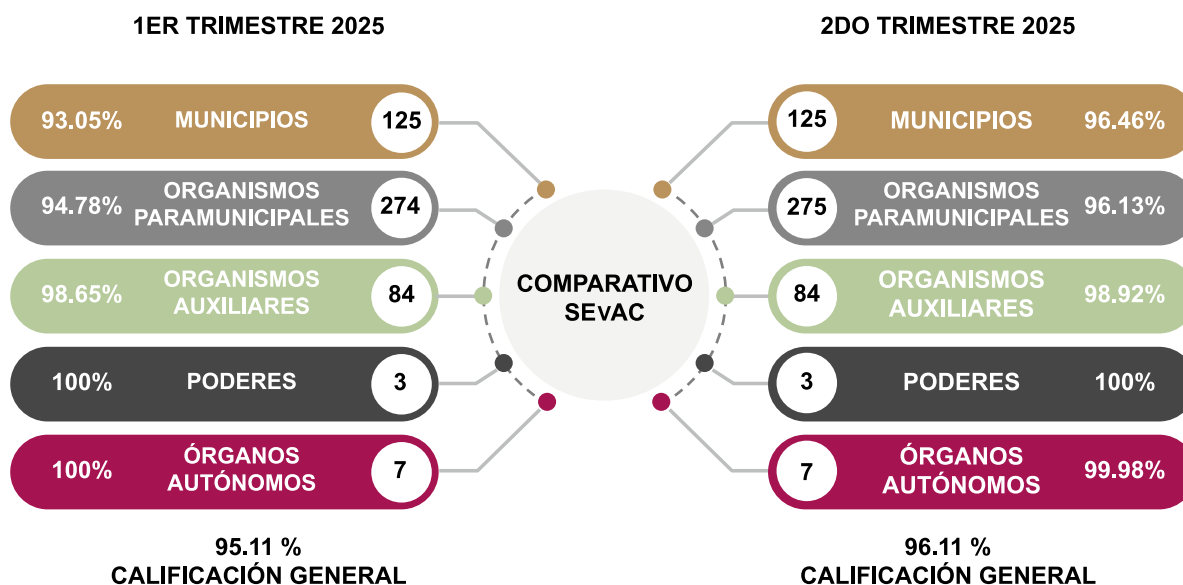 1ER TRIMESTRE 2025
93.05% MUNICIPIOS 125
94.78% ORGANISMOS
PARAMUNICIPALES 274
98.65% ORGANISMOS
AUXILIARES 84
100% PODERES 3
100% ÓRGANOS
AUTÓNOMOS 7
95.11 %
CALIFICACIÓN GENERAL
COMPARATIVO
SEvAC
2DO TRIMESTRE 2025
125 MUNICIPIOS 96.46%
275 ORGANISMOS
PARAMUNICIPALES 96.13%
84 ORGANISMOS
AUXILIARES 98.92%
3 PODERES 100%
7 ÓRGANOS
AUTÓNOMOS 99.98%
96.11 %
CALIFICACIÓN GENERAL